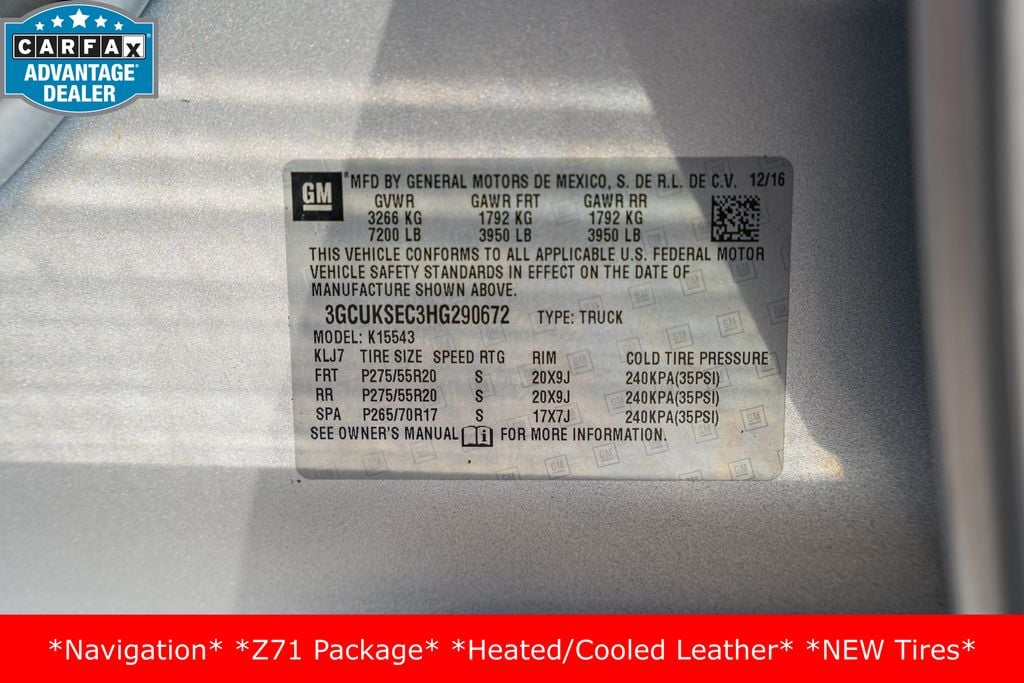 CARFAX
ADVANTAGE
DEALER
GM
MFD BY GENERAL MOTORS DE MEXICO, S. DE R.L. DE C.V. 12/16
GVWR GAWR FRT GAWR RR
3266 KG 1792 KG 1792 KG
7200 LB 3950 LB 3950 LB
THIS VEHICLE CONFORMS TO ALL APPLICABLE U.S. FEDERAL MOTOR
VEHICLE SAFETY STANDARDS IN EFFECT ON THE DATE OF
MANUFACTURE SHOWN ABOVE.
3GCUKSEC3HG290672 TYPE: TRUCK
MODEL: K15543
KLJ7 TIRE SIZE SPEED RTG RIM COLD TIRE PRESSURE
FRT P275/55R20 S 20X9J 240KPA(35PSI)
RR P275/55R20 S 20X9J 240KPA(35PSI)
SPA P265/70R17 S 17X7J 240KPA(35PSI)
SEE OWNER'S MANUAL i FOR MORE INFORMATION.
*Navigation* *Z71 Package* *Heated/Cooled Leather* *NEW Tires*